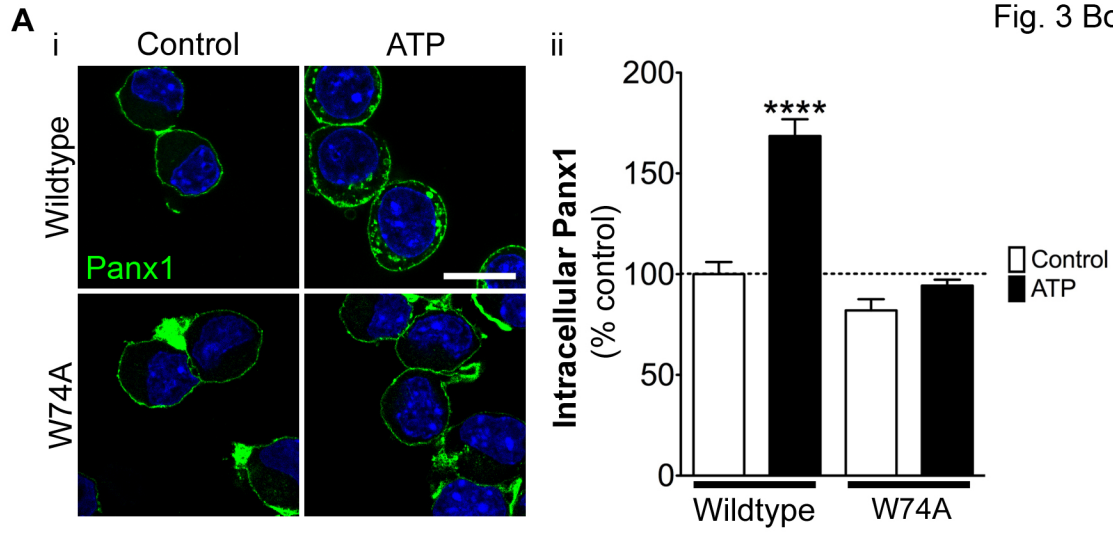 Fig. 3 Bo
A
i
Control
ATP
ii
Wildtype
Panx1
W74A
Intracellular Panx1
(% control)
200
150
100
50
0
****
Control
ATP
Wildtype
W74A